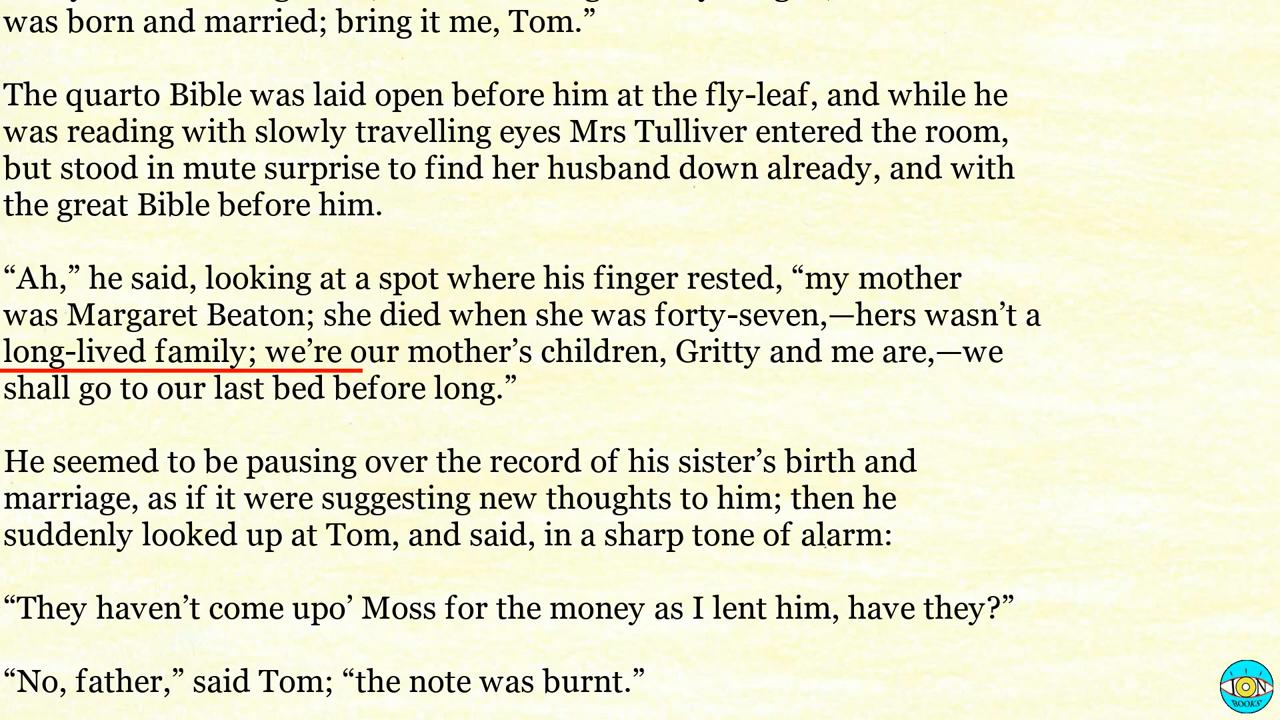 was born and married; bring it me, Tom.”
The quarto Bible was laid open before him at the fly-leaf, and while he
was reading with slowly travelling eyes Mrs Tulliver entered the room,
but stood in mute surprise to find her husband down already, and with
the great Bible before him.
“Ah,” he said, looking at a spot where his finger rested, “my mother
was Margaret Beaton; she died when she was forty-seven,—hers wasn’t a
long-lived family; we’re our mother’s children, Gritty and me are,—we
shall go to our last bed before long.”
He seemed to be pausing over the record of his sister’s birth and
marriage, as if it were suggesting new thoughts to him; then he
suddenly looked up at Tom, and said, in a sharp tone of alarm:
“They haven’t come upo’ Moss for the money as I lent him, have they?”
“No, father,” said Tom; “the note was burnt.”
ION
BOOKS